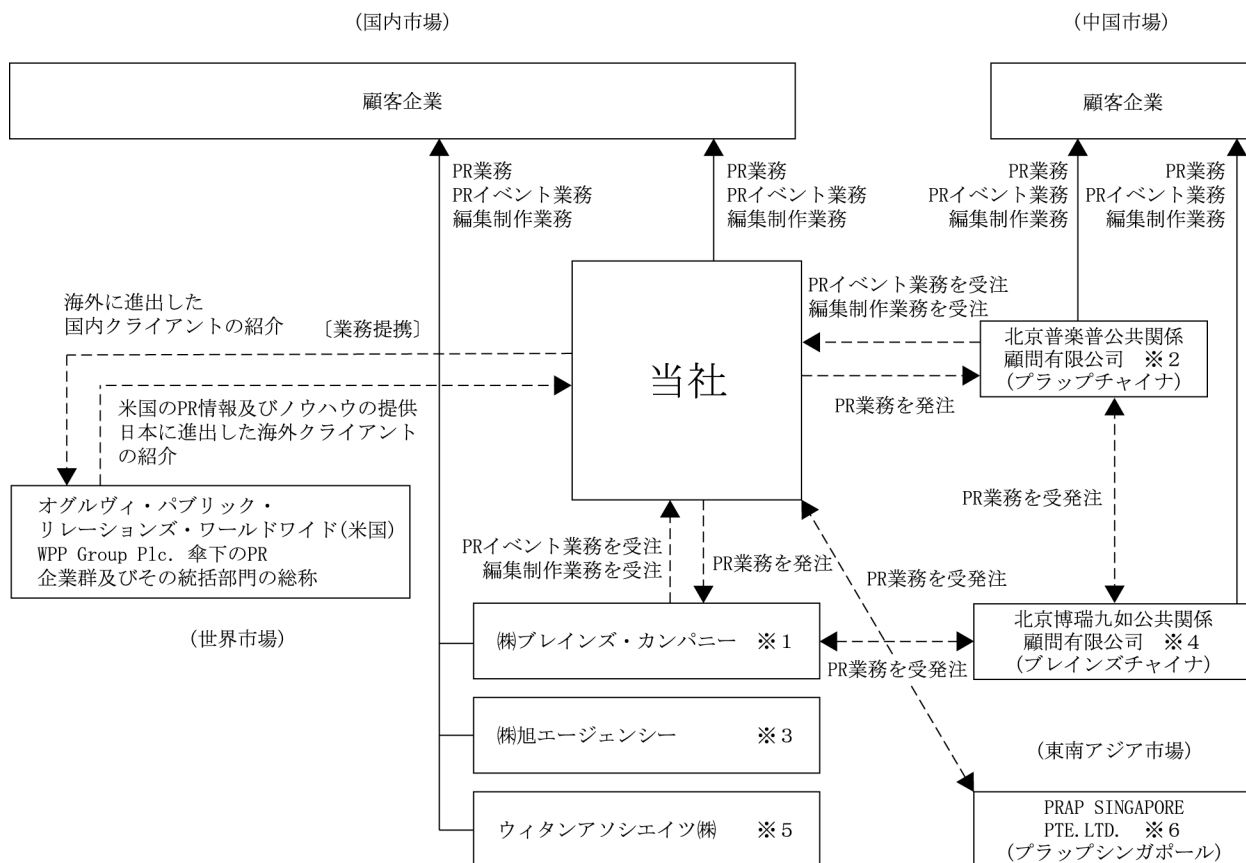 (国内市場)
(中国市場)
顧客企業
顧客企業
PR業務
PRイベント業務
編集制作業務
PR業務
PRイベント業務
編集制作業務
PR業務
PRイベント業務
編集制作業務
PR業務
PRイベント業務
編集制作業務
海外に進出した
国内クライアントの紹介
〔業務提携〕
当社
PRイベント業務を受注
編集制作業務を受注
PR業務を発注
北京普楽普公共関係
顧問有限公司 ※2
(プラップチャイナ)
米国のPR情報及びノウハウの提供
日本に進出した海外クライアント
の紹介
PR業務を受発注
オグルヴィ・パブリック・
リレーションズ・ワールドワイド(米国)
WPP Group Plc. 傘下のPR
企業群及びその統括部門の総称
(世界市場)
PRイベント業務を受注
編集制作業務を受注
PR業務を発注
PR業務を受発注
㈱ブレインズ・カンパニー ※1
PR業務を受発注
北京博瑞九如公共関係
顧問有限公司 ※4
(ブレインズチャイナ)
㈱旭エージェンシー ※3
(東南アジア市場)
ウィタンアソシエイツ㈱ ※5
PRAP SINGAPORE
PTE.LTD. ※6
(プラップシンガポール)